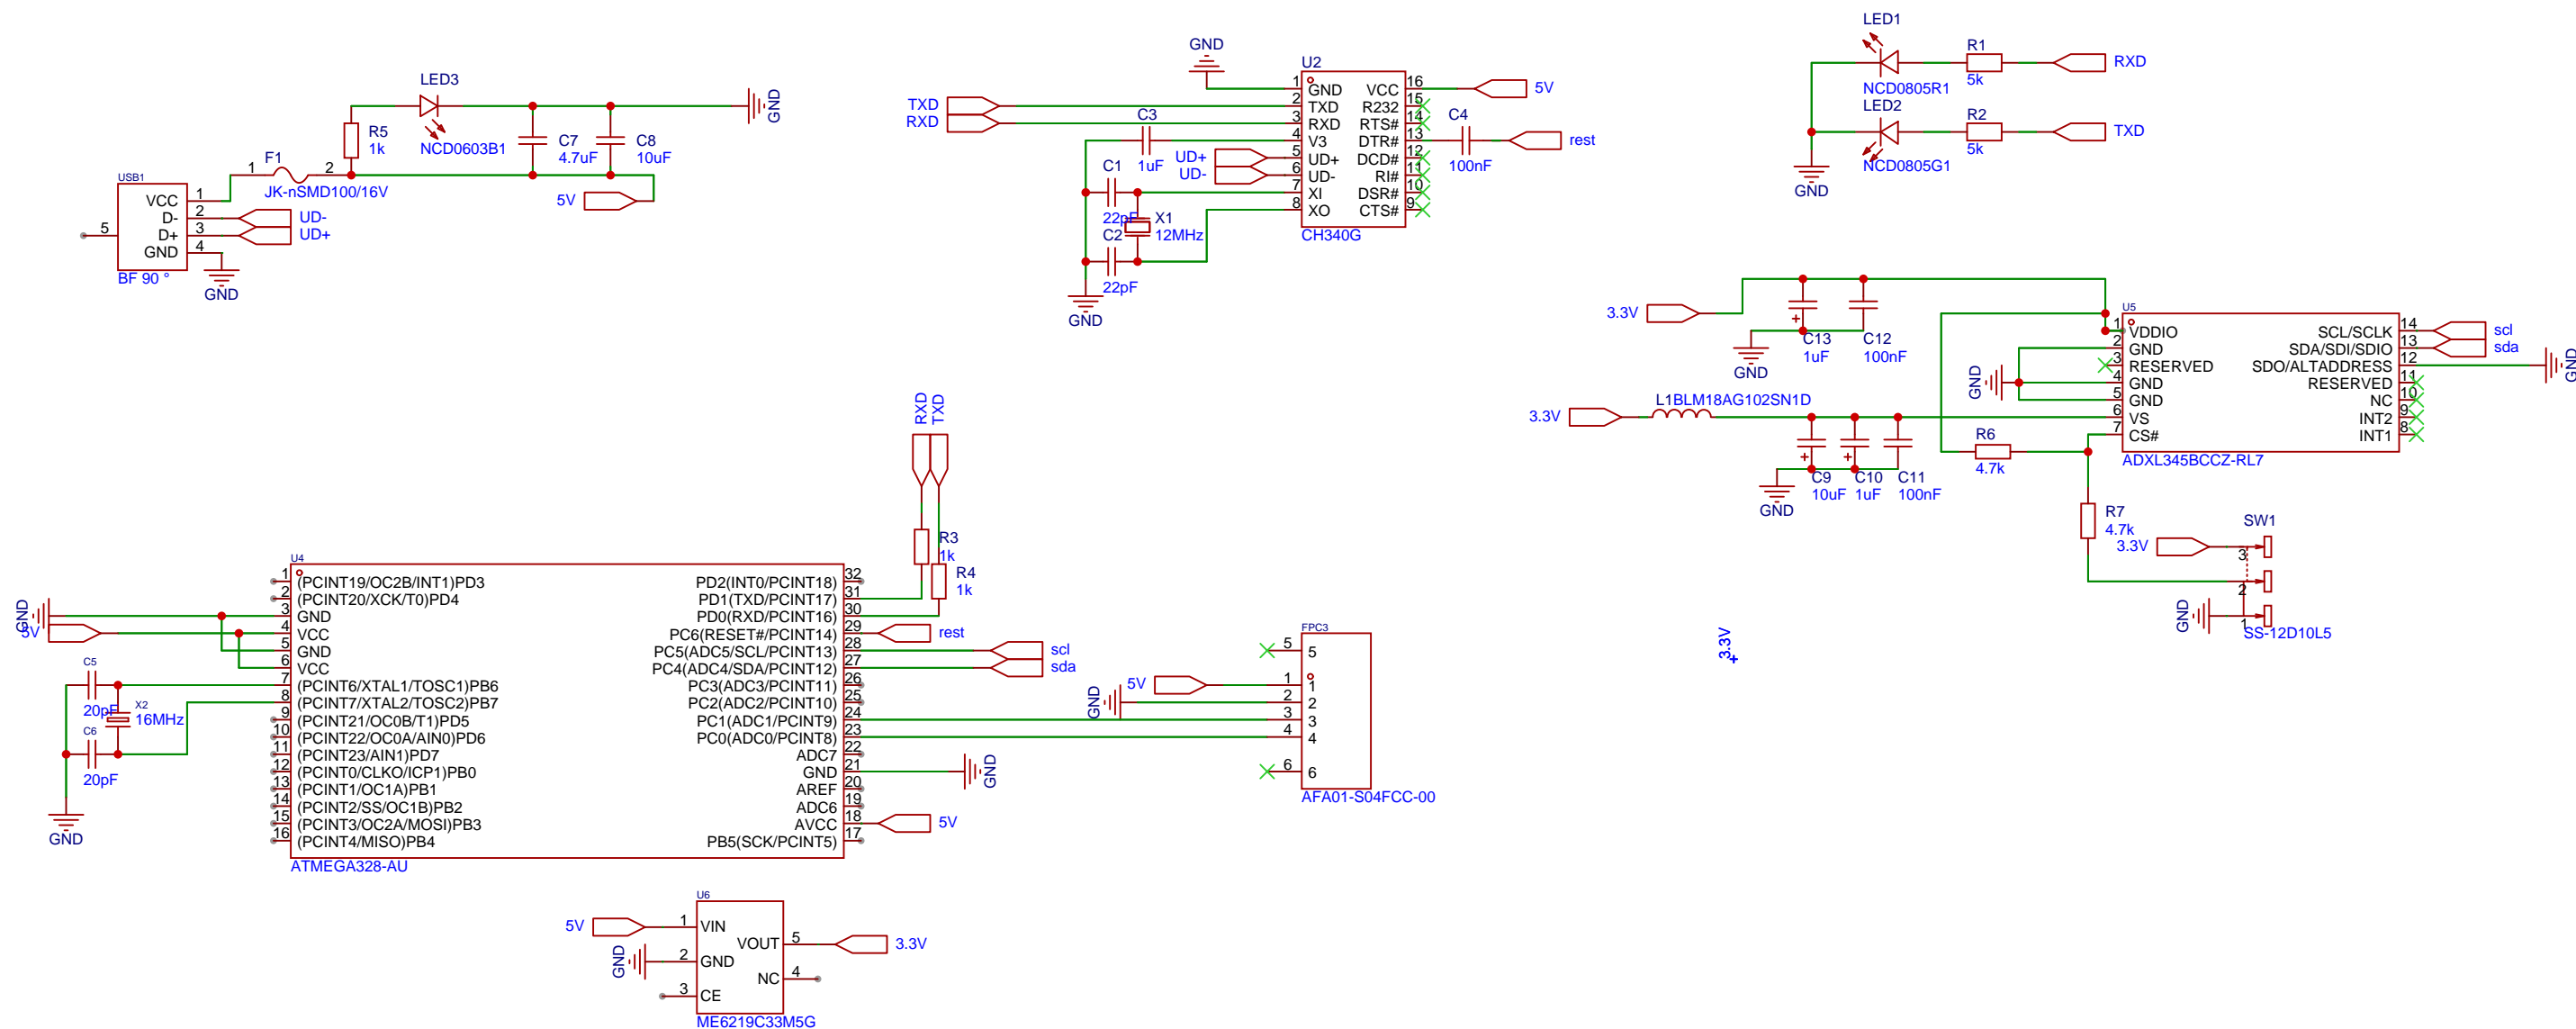 LED3
R5
1k
NCD0603B1
C7
4.7uF
C8
10uF
GND
F1
1
2
JK-nSMD100/16V
5V
USB1
VCC
D-
D+
GND
1
2
3
4
5
UD-
UD+
BF 90 °
GND
GND
U2
TXD
RXD
C3
1uF
UD+
UD-
C1
22pF
X1
12MHz
C2
22pF
GND
1 GND
2 TXD
3 RXD
4 V3
5 UD+
6 UD-
7 XI
8 XO
VCC 16
R232 15
RTS# 14
DTR# 13
DCD# 12
RI# 11
DSR# 10
CTS# 9
CH340G
5V
C4
100nF
rest
LED1
R1
5k
RXD
NCD0805R1
LED2
R2
5k
TXD
NCD0805G1
GND
3.3V
C13
1uF
C12
100nF
GND
3.3V
L1BLM18AG102SN1D
C9
10uF
C10
1uF
C11
100nF
GND
GND
U5
1 VDDIO
2 GND
3 RESERVED
4 GND
5 GND
6 VS
7 CS#
SCL/SCLK 14
SDA/SDI/SDIO 13
SDO/ALTADDRESS 12
RESERVED 11
NC 10
INT2 9
INT1 8
ADXL345BCCZ-RL7
scl
sda
GND
R6
4.7k
R7
4.7k
SW1
3.3V
3
2
1
GND
SS-12D10L5
3.3V
RXD
TXD
R3
1k
R4
1k
U4
GND
5V
C5
20pF
X2
16MHz
C6
20pF
GND
1 (PCINT19/OC2B/INT1)PD3
2 (PCINT20/XCK/T0)PD4
3 GND
4 VCC
5 GND
6 VCC
7 (PCINT6/XTAL1/TOSC1)PB6
8 (PCINT7/XTAL2/TOSC2)PB7
9 (PCINT21/OC0B/T1)PD5
10 (PCINT22/OC0A/AIN0)PD6
11 (PCINT23/AIN1)PD7
12 (PCINT0/CLKO/ICP1)PB0
13 (PCINT1/OC1A)PB1
14 (PCINT2/SS/OC1B)PB2
15 (PCINT3/OC2A/MOSI)PB3
16 (PCINT4/MISO)PB4
PD2(INT0/PCINT18) 32
PD1(TXD/PCINT17) 31
PD0(RXD/PCINT16) 30
PC6(RESET#/PCINT14) 29
PC5(ADC5/SCL/PCINT13) 28
PC4(ADC4/SDA/PCINT12) 27
PC3(ADC3/PCINT11) 26
PC2(ADC2/PCINT10) 25
PC1(ADC1/PCINT9) 24
PC0(ADC0/PCINT8) 23
ADC7 22
GND 21
AREF 20
ADC6 19
AVCC 18
PB5(SCK/PCINT5) 17
ATMEGA328-AU
rest
scl
sda
GND
5V
FPC3
5V
GND
5 5
1 1
2 2
3 3
4 4
6 6
AFA01-S04FCC-00
U6
5V
GND
1 VIN
2 GND
3 CE
VOUT 5
NC 4
3.3V
ME6219C33M5G